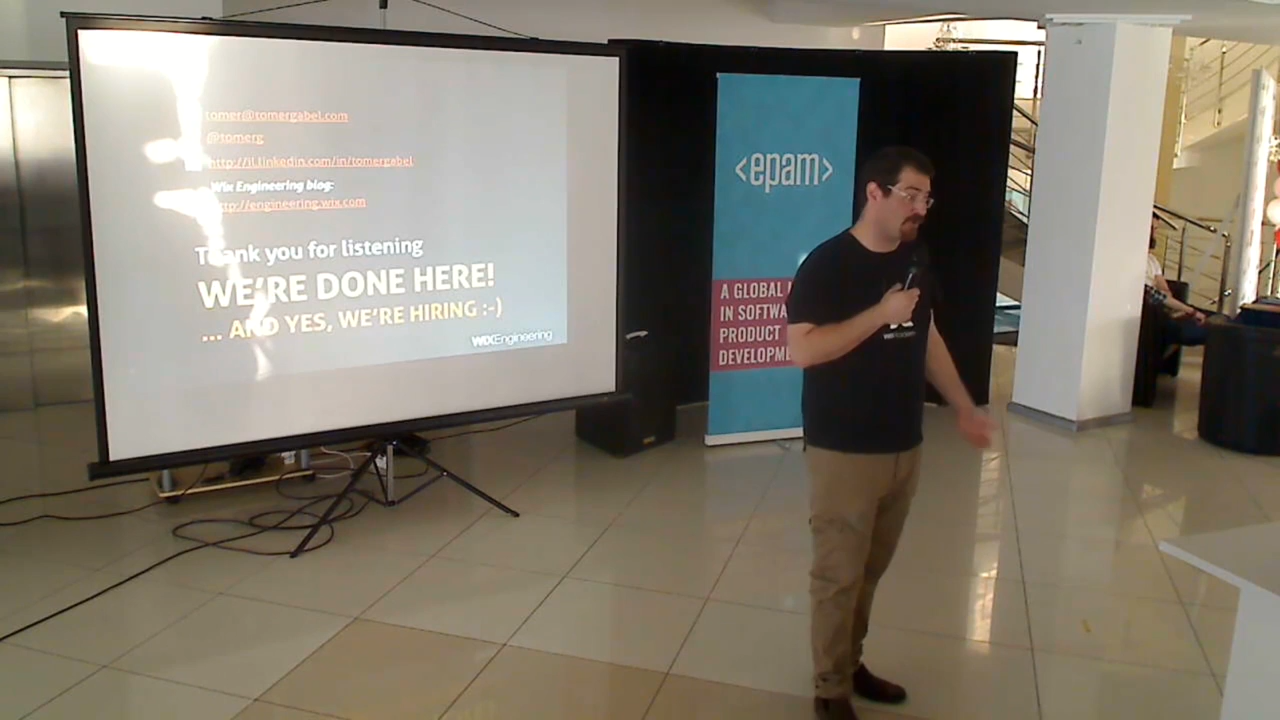 tomer@tomergabel.com
@tomerg
http://il.linkedin.com/in/tomergabel
Wix Engineering blog:
http://engineering.wix.com
Thank you for listening
WE'RE DONE HERE!
... AND YES, WE'RE HIRING :-)
WIXEngineering
<epam>
A GLOBAL
IN SOFTWA
PRODUCT
DEVELOPME